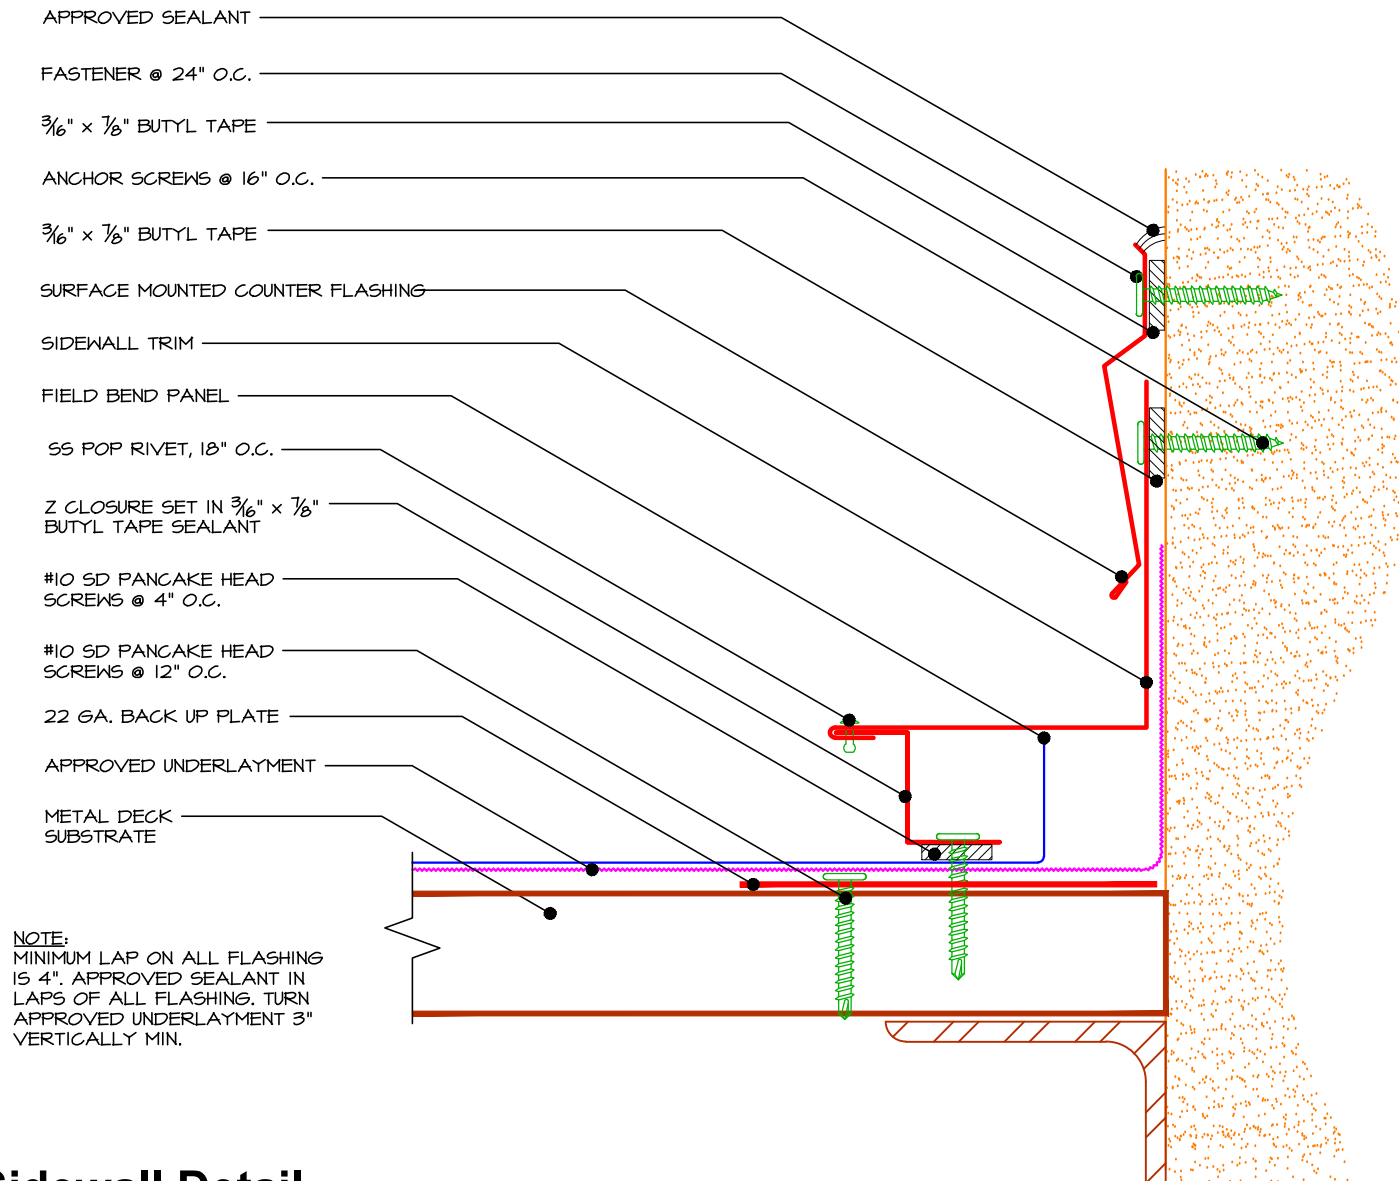 APPROVED SEALANT
FASTENER @ 24" O.C.
3/16" x 7/8" BUTYL TAPE
ANCHOR SCREWS @ 16" O.C.
3/16" x 7/8" BUTYL TAPE
SURFACE MOUNTED COUNTER FLASHING
SIDEWALL TRIM
FIELD BEND PANEL
SS POP RIVET, 18" O.C.
Z CLOSURE SET IN 3/16" x 7/8"
BUTYL TAPE SEALANT
#10 SD PANCAKE HEAD
SCREWS @ 4" O.C.
#10 SD PANCAKE HEAD
SCREWS @ 12" O.C.
22 GA. BACK UP PLATE
APPROVED UNDERLAYMENT
METAL DECK
SUBSTRATE
NOTE:
MINIMUM LAP ON ALL FLASHING
IS 4". APPROVED SEALANT IN
LAPS OF ALL FLASHING. TURN
APPROVED UNDERLAYMENT 3"
VERTICALLY MIN.
Sidewall Detail